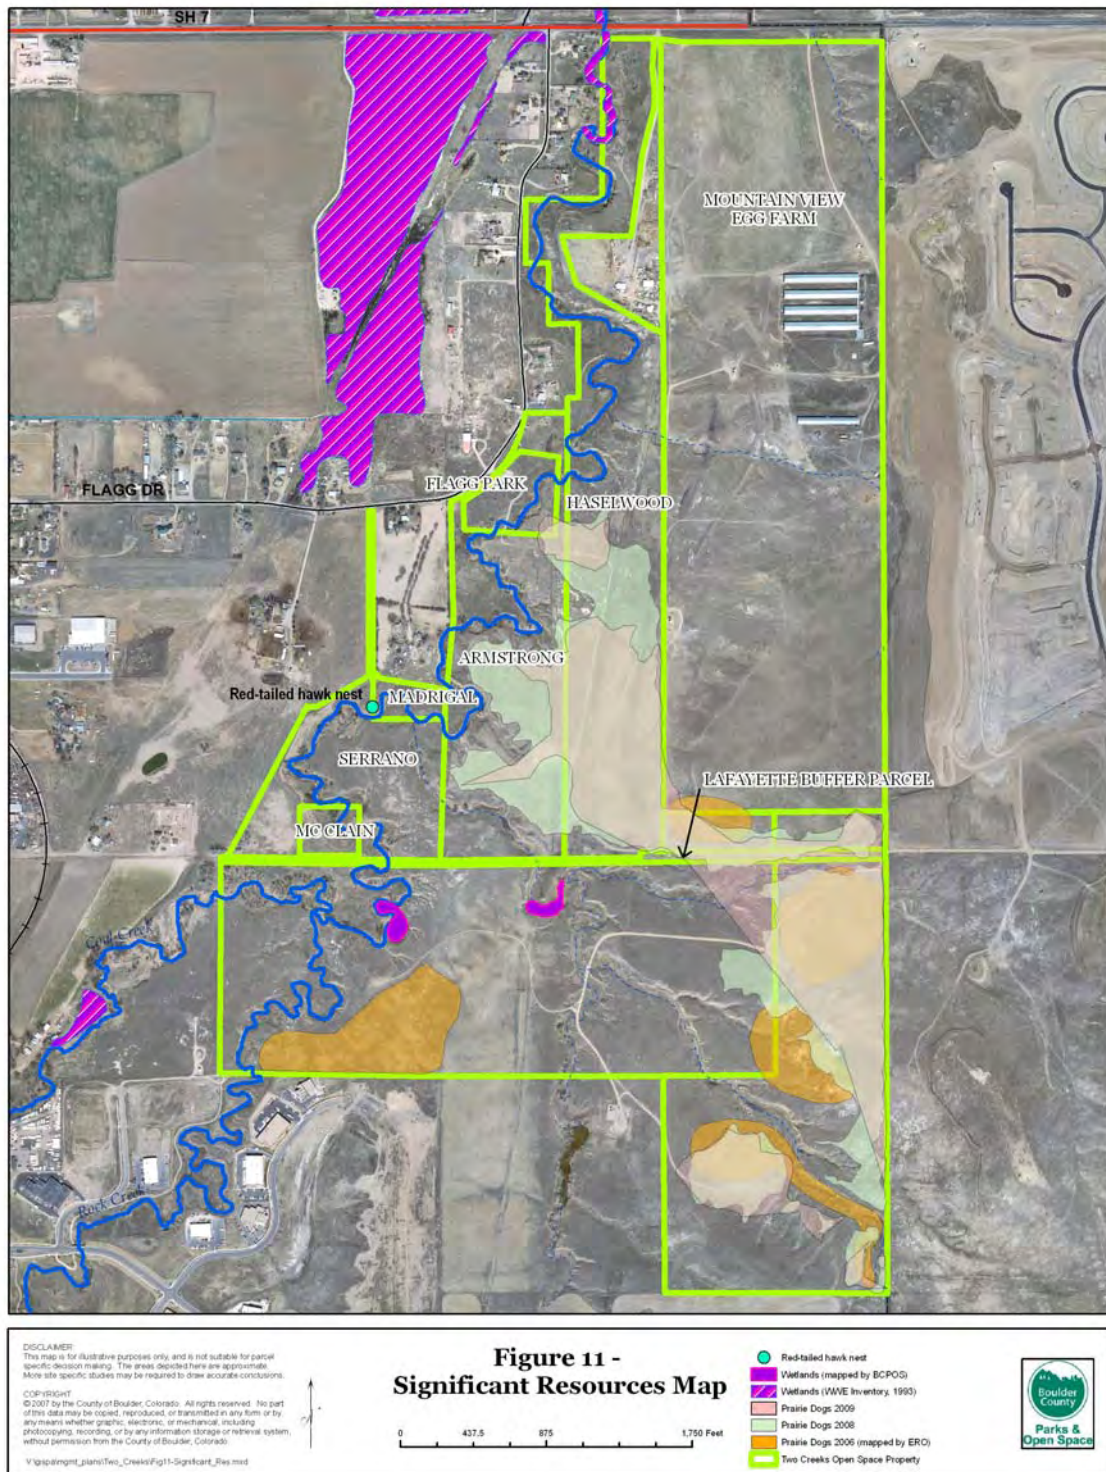 SH 7
MOUNTAIN VIEW
EGG FARM
FLAGG PARK
FLAGG DR
HASELWOOD
ARMSTRONG
Red-tailed hawk nest
MADRIGAL
SERRANO
LAFAYETTE BUFFER PARCEL
MC CLAIN
Coal Creek
Rock Creek
DISCLAIMER
This map is for illustrative purposes only, and is not suitable for parcel
specific decision making. The areas depicted here are approximate.
More site specific studies may be required to draw accurate conclusions.
COPYRIGHT
© 2007 by the County of Boulder, Colorado. All rights reserved. No part
of this data may be copied, reproduced, or transmitted in any form or by
any means whether graphic, electronic, or mechanical, including
photocopying, recording, or by any information storage or retrieval system,
without permission from the County of Boulder, Colorado.
Figure 11 -
Significant Resources Map
0 437.5 875 1,750 Feet
Red-tailed hawk nest
Wetlands (mapped by BCPOS)
Wetlands (WWE Inventory, 1993)
Prairie Dogs 2009
Prairie Dogs 2008
Prairie Dogs 2006 (mapped by ERO)
Two Creeks Open Space Property
Boulder
County
Parks &
Open Space